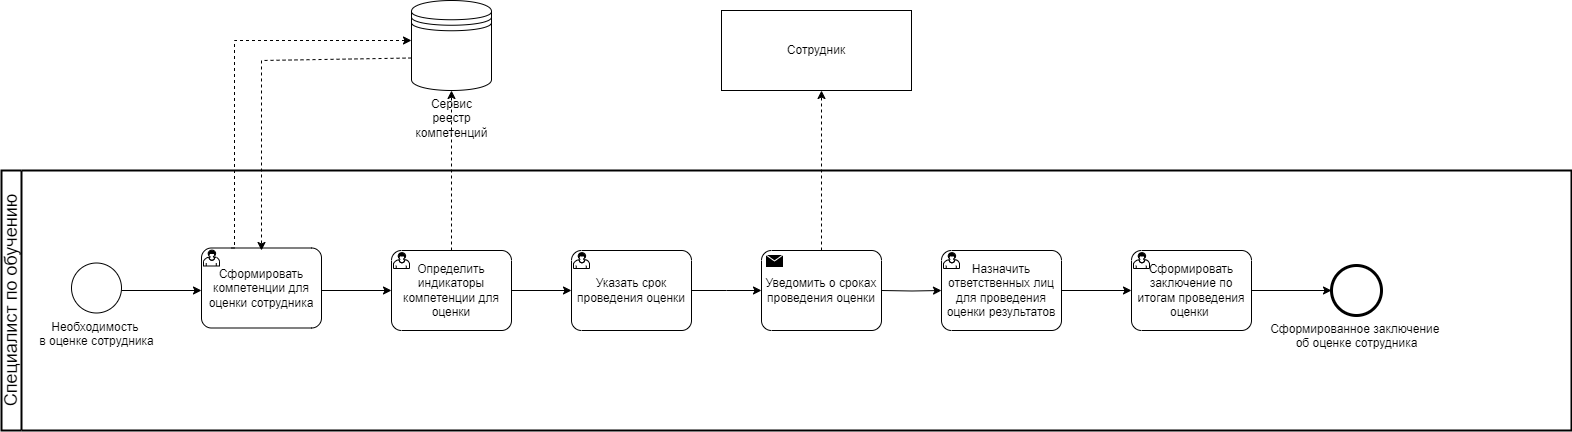 Сервис
реестр
компетенций
Сотрудник
Специалист по обучению
Необходимость
в оценке сотрудника
Сформировать
компетенции для
оценки сотрудника
Определить
индикаторы
компетенции для
оценки
Указать срок
проведения оценки
Уведомить о сроках
проведения оценки
Назначить
ответственных лиц
для проведения
оценки результатов
Сформировать
заключение по
итогам проведения
оценки
Сформированное заключение
об оценке сотрудника